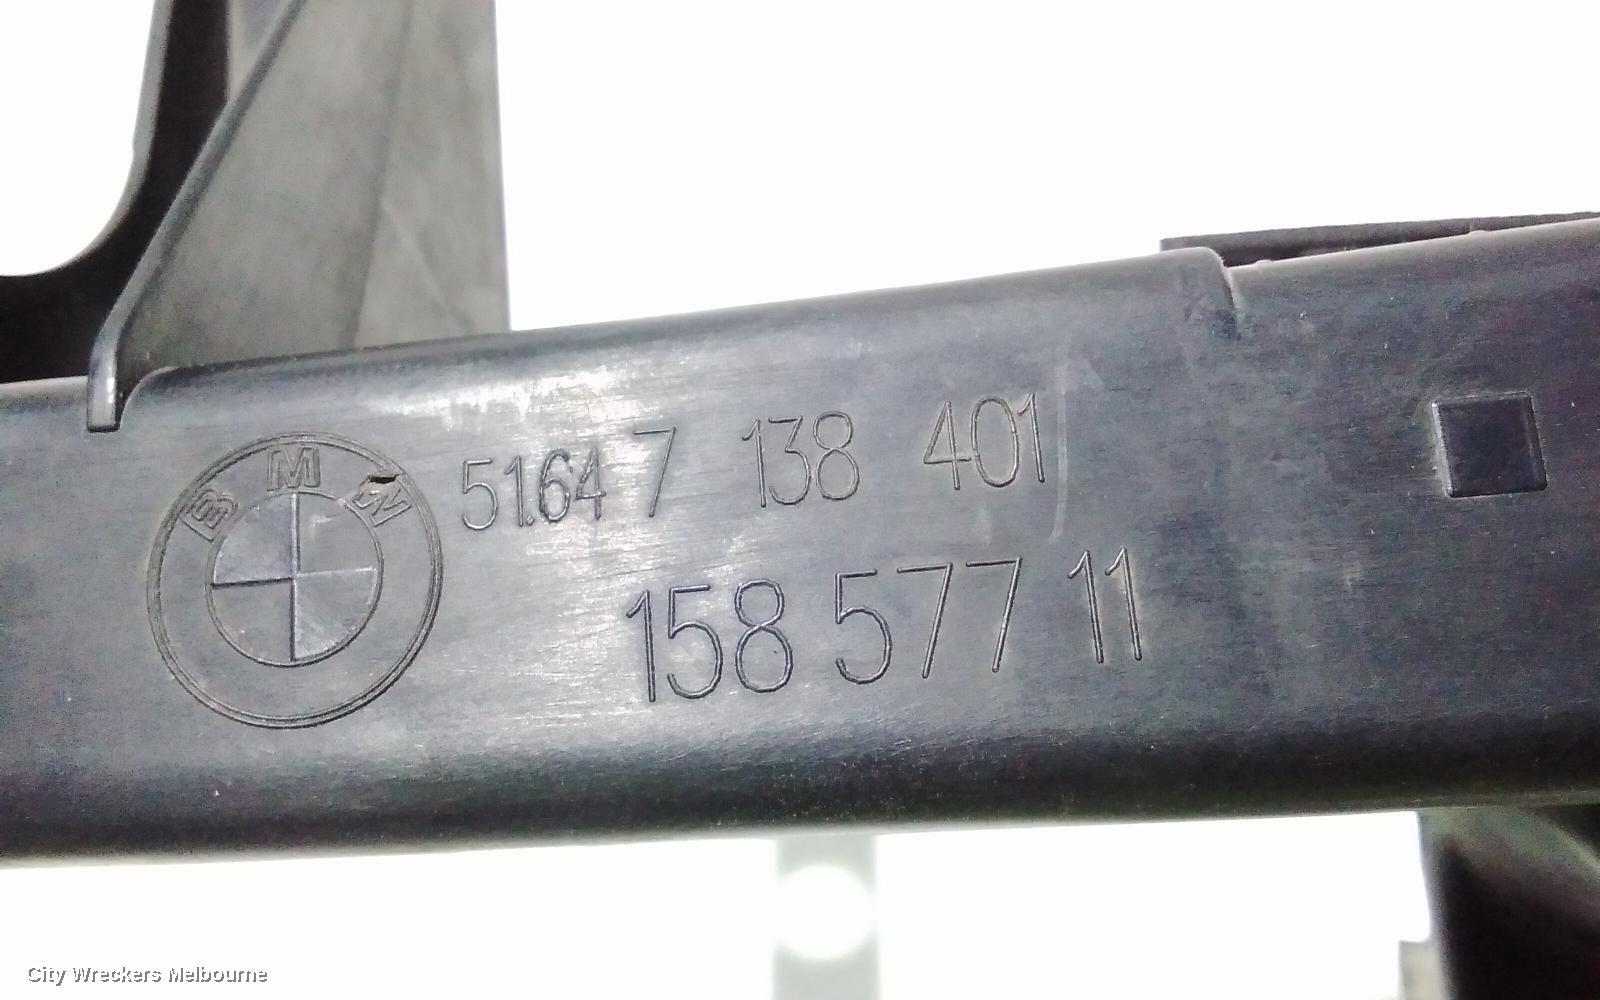 BMW 51.64 7 138 401
158 577 11
City Wreckers Melbourne